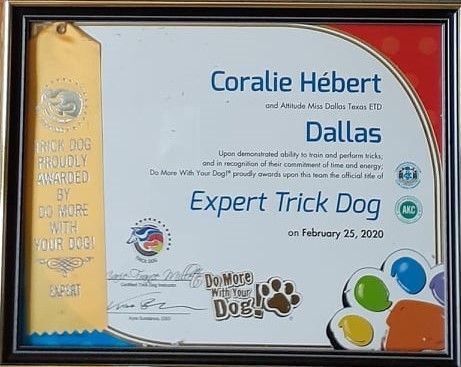 Coralie Hébert
and Attitude Miss Dallas Texas ETD
Dallas
Upon demonstrated ability to train and perform tricks,
and in recognition of their commitment of time and energy,
Do More With Your Dog!® proudly awards upon this team the official title of
Expert Trick Dog
on February 25, 2020
AKC
TRICK DOG
PROUDLY
AWARDED
BY
DO MORE
WITH
YOUR DOG!
EXPERT
TRICK DOG
Certified Trick Dog Instructor
Kyra Sundance, CEO
Do More
With Your
Dog!